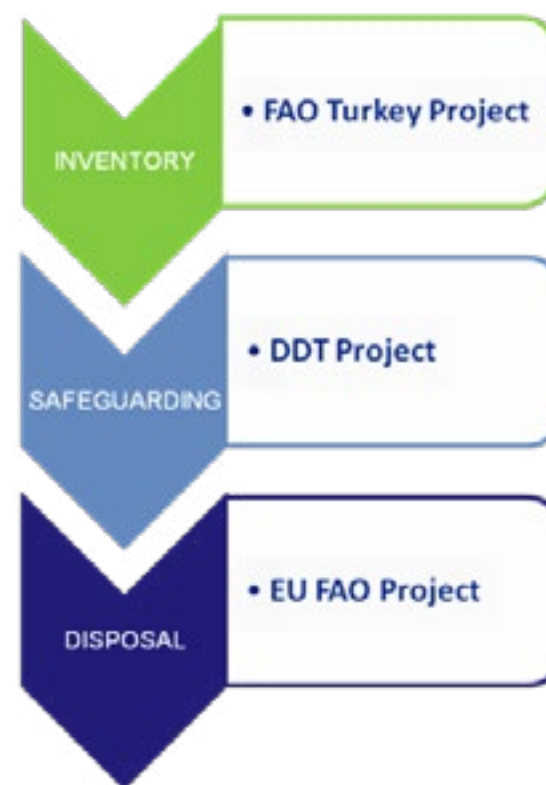 INVENTORY
• FAO Turkey Project
SAFEGUARDING
• DDT Project
DISPOSAL
• EU FAO Project